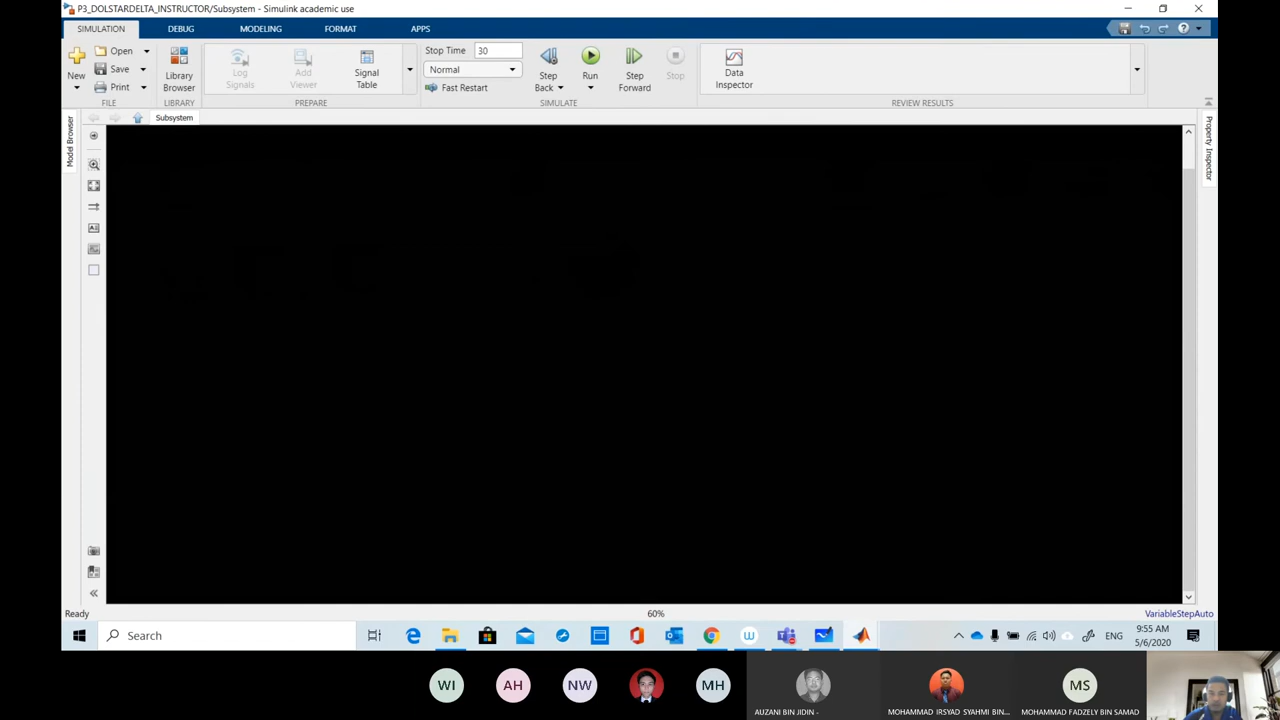 P3_DOLSTARDELTA_INSTRUCTOR/Subsystem - Simulink academic use
SIMULATION DEBUG MODELING FORMAT APPS
New
Open
Save
Print
FILE
Library Browser
LIBRARY
Log Signals
Add Viewer
Signal Table
PREPARE
Stop Time 30
Normal
Fast Restart
Step Back
Run
Step Forward
Stop
SIMULATE
Data Inspector
REVIEW RESULTS
Model Browser
Subsystem
Property Inspector
Ready 60% VariableStepAuto
Search
ENG
9:55 AM
5/6/2020
WI AH NW MH MS
AUZANI BIN JIDIN -
MOHAMMAD IRSYAD SYAHMI BIN...
MOHAMMAD FADZELY BIN SAMAD